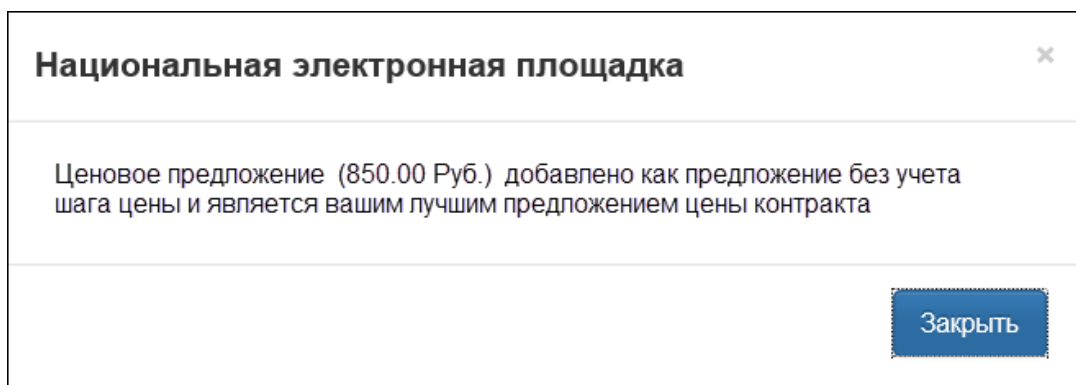 Национальная электронная площадка
×
Ценовое предложение (850.00 Руб.) добавлено как предложение без учета
шага цены и является вашим лучшим предложением цены контракта
Закрыть